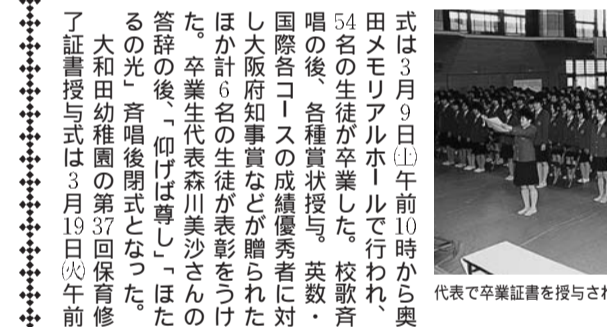 式は3月9日㈯午前10時から奥
田メモリアルホールで行われ、
54名の生徒が卒業した。校歌斉
唱の後、各種賞状授与。英数・
国際各コースの成績優秀者に対
し大阪府知事賞などが贈られた
ほか計6名の生徒が表彰をうけ
た。卒業生代表森川美沙さんの
答辞の後、「仰げば尊し」「ほた
るの光」斉唱後閉式となった。
　大和田幼稚園の第37回保育修
了証書授与式は3月19日㈫午前
代表で卒業証書を授与され